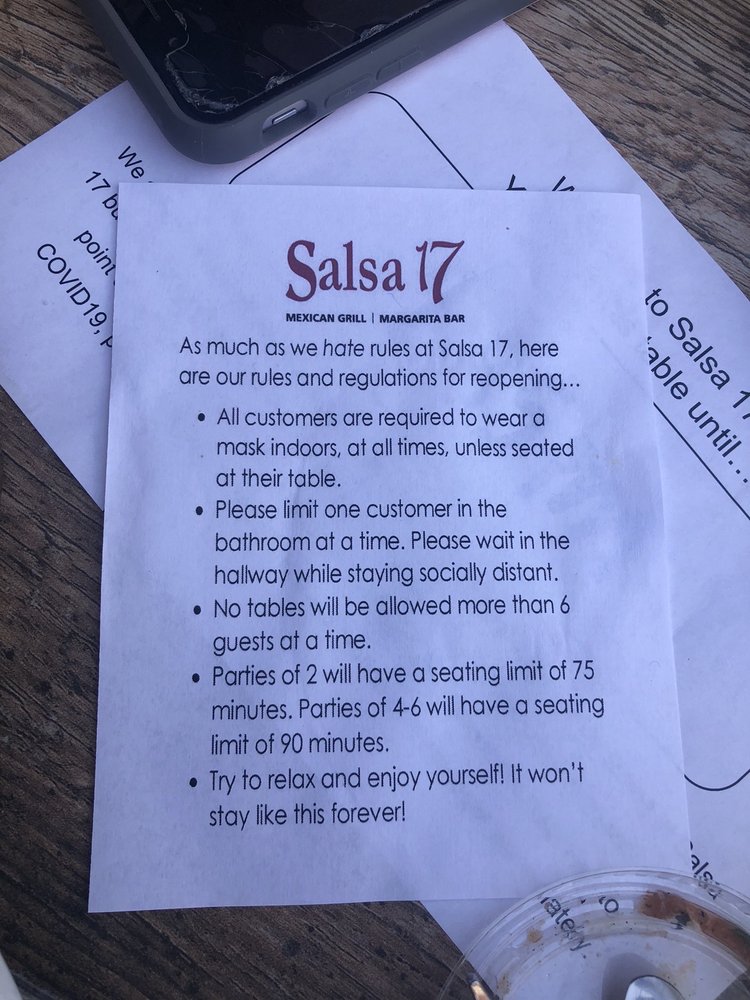 Salsa 17
MEXICAN GRILL | MARGARITA BAR
As much as we hate rules at Salsa 17, here
are our rules and regulations for reopening...
• All customers are required to wear a
mask indoors, at all times, unless seated
at their table.
• Please limit one customer in the
bathroom at a time. Please wait in the
hallway while staying socially distant.
• No tables will be allowed more than 6
guests at a time.
• Parties of 2 will have a seating limit of 75
minutes. Parties of 4-6 will have a seating
limit of 90 minutes.
• Try to relax and enjoy yourself! It won't
stay like this forever!
We
17
point
COVID19,
to Salsa 1
until...
Salsa
to